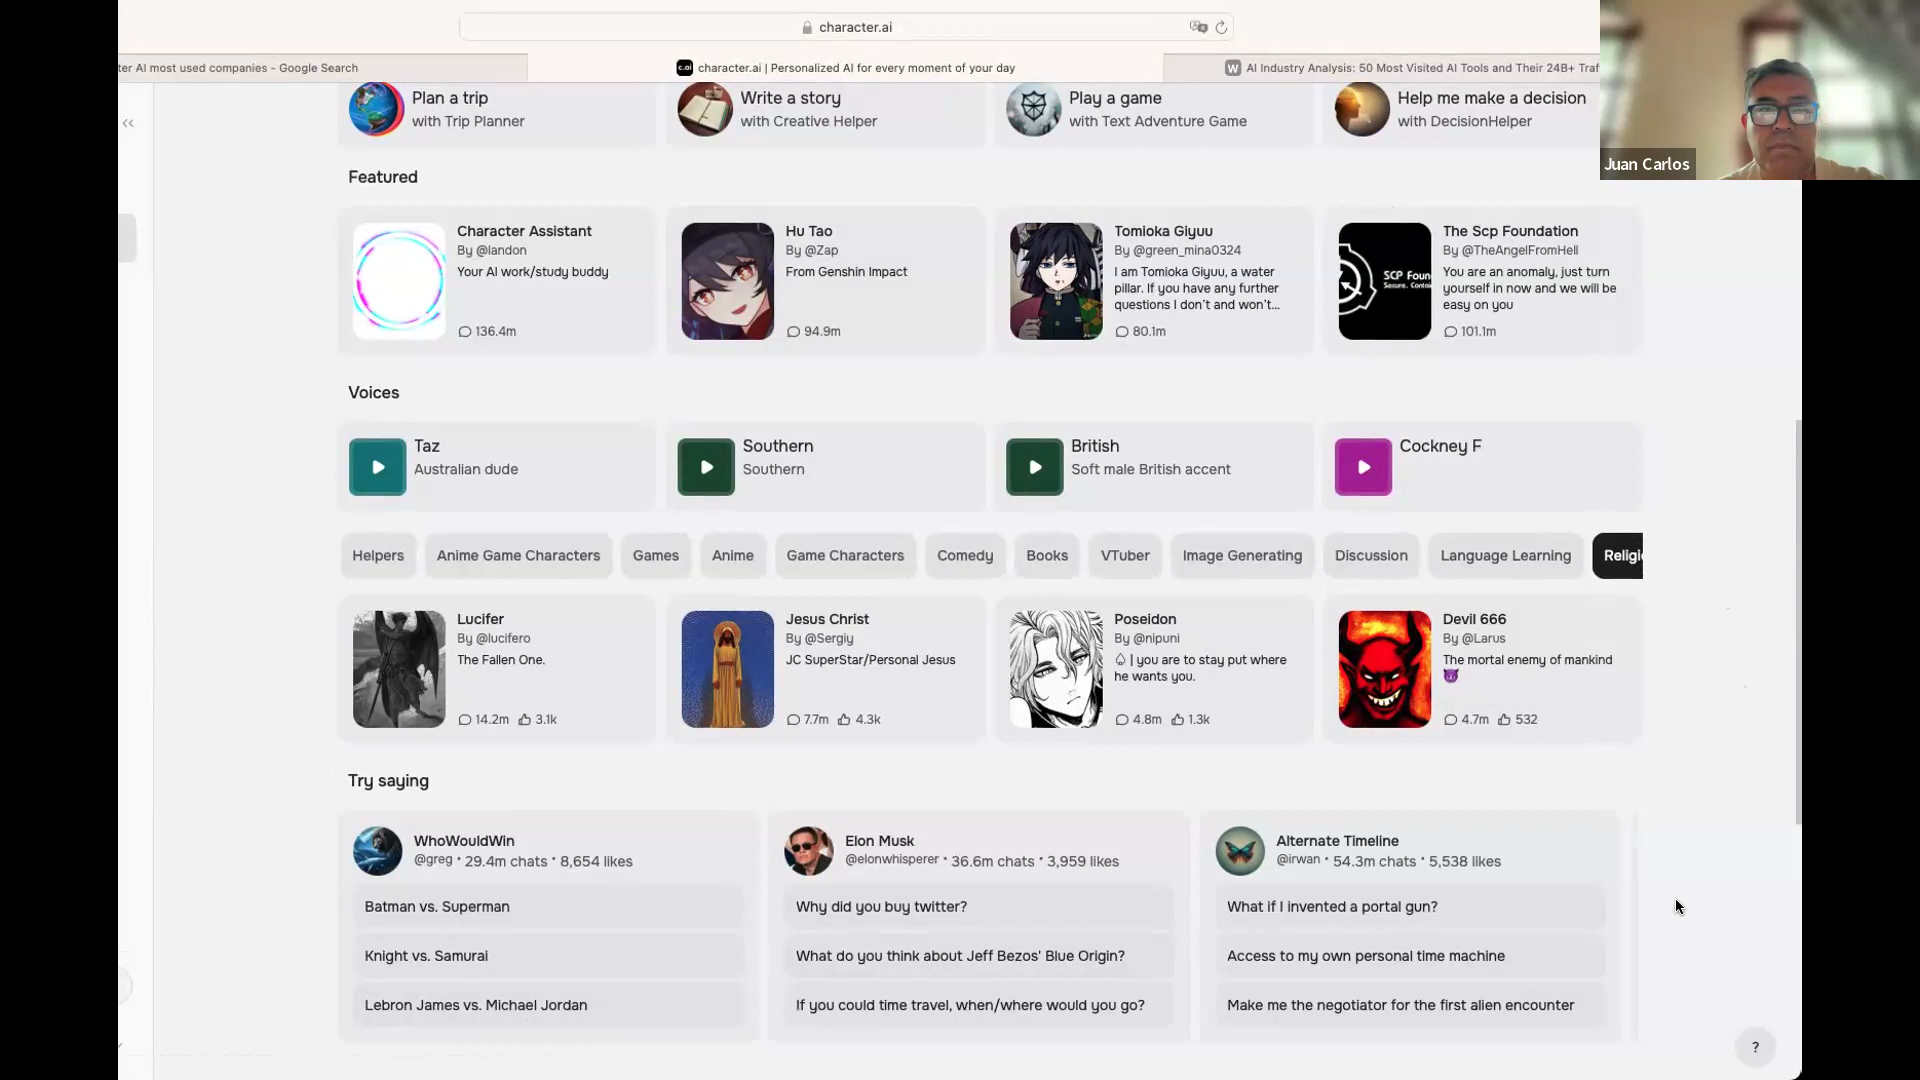 character.ai
ter AI most used companies - Google Search
c.ai
character.ai | Personalized AI for every moment of your day
W
AI Industry Analysis: 50 Most Visited AI Tools and Their 24B+ Traf
Juan Carlos
Plan a trip
with Trip Planner
Write a story
with Creative Helper
Play a game
with Text Adventure Game
Help me make a decision
with DecisionHelper
Featured
Character Assistant
By @landon
Your AI work/study buddy
136.4m
Hu Tao
By @Zap
From Genshin Impact
94.9m
Tomioka Giyuu
By @green_mina0324
I am Tomioka Giyuu, a water
pillar. If you have any further
questions I don't and won't...
80.1m
SCP Foun
Secure. Contai
The Scp Foundation
By @TheAngelFromHell
You are an anomaly, just turn
yourself in now and we will be
easy on you
101.1m
Voices
Taz
Australian dude
Southern
Southern
British
Soft male British accent
Cockney F
Helpers
Anime Game Characters
Games
Anime
Game Characters
Comedy
Books
VTuber
Image Generating
Discussion
Language Learning
Religi
Lucifer
By @lucifero
The Fallen One.
14.2m 3.1k
Jesus Christ
By @Sergiy
JC SuperStar/Personal Jesus
7.7m 4.3k
Poseidon
By @nipuni
♤ | you are to stay put where
he wants you.
4.8m 1.3k
Devil 666
By @Larus
The mortal enemy of mankind
😈
4.7m 532
Try saying
WhoWouldWin
@greg • 29.4m chats • 8,654 likes
Batman vs. Superman
Knight vs. Samurai
Lebron James vs. Michael Jordan
Elon Musk
@elonwhisperer • 36.6m chats • 3,959 likes
Why did you buy twitter?
What do you think about Jeff Bezos' Blue Origin?
If you could time travel, when/where would you go?
Alternate Timeline
@irwan • 54.3m chats • 5,538 likes
What if I invented a portal gun?
Access to my own personal time machine
Make me the negotiator for the first alien encounter
?